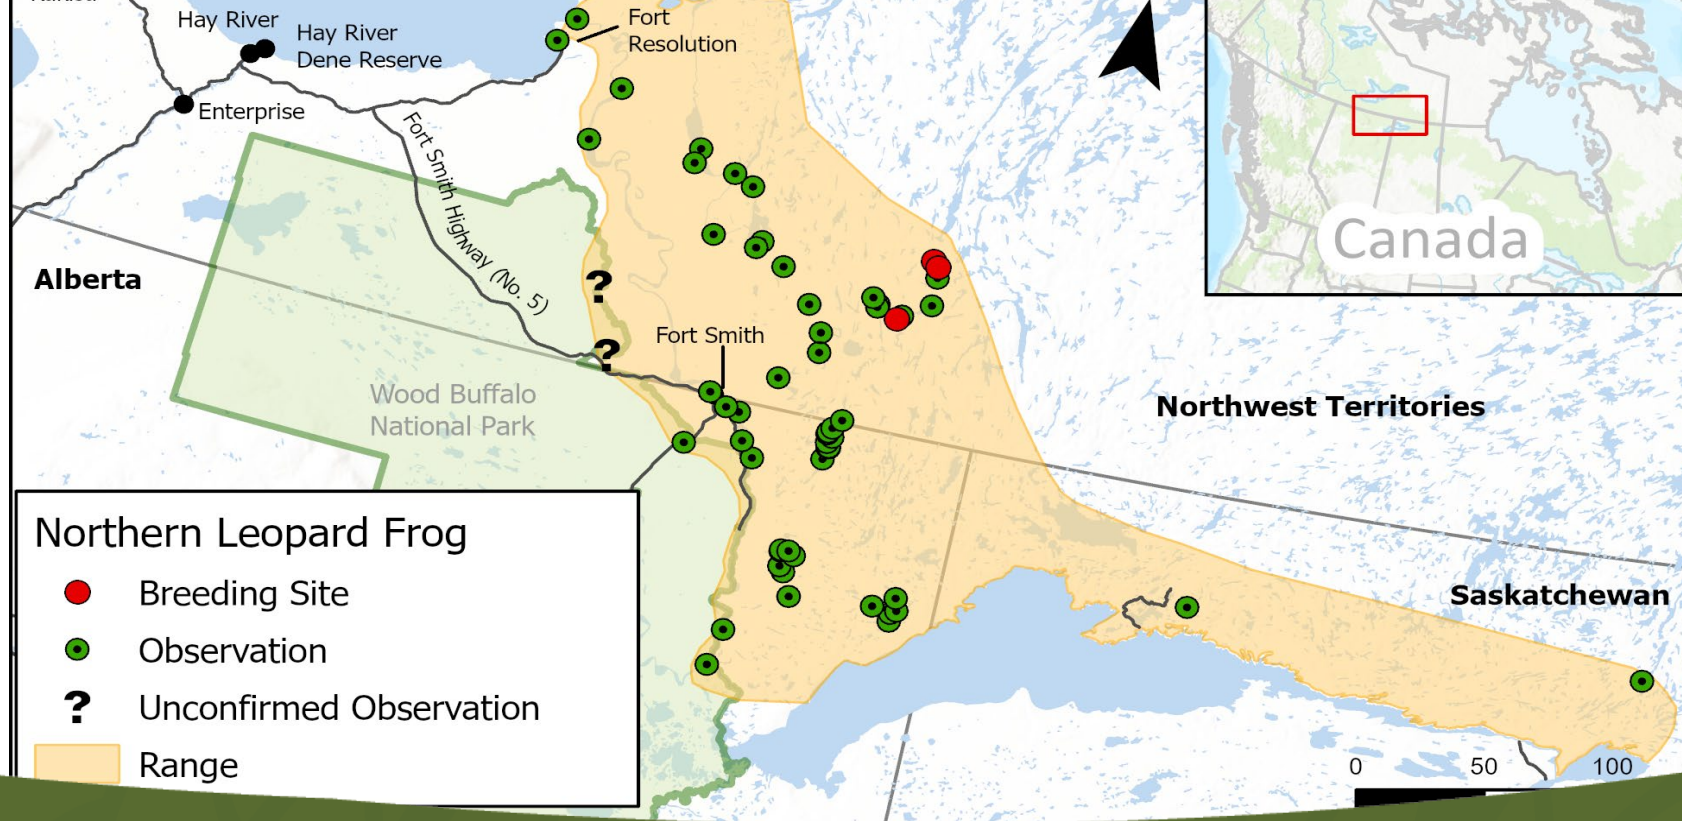 Hay River
Hay River
Dene Reserve
Fort
Resolution
Enterprise
Fort Smith Highway (No. 5)
Canada
Alberta
?
?
Fort Smith
Wood Buffalo
National Park
Northwest Territories
Saskatchewan
Northern Leopard Frog
Breeding Site
Observation
? Unconfirmed Observation
Range
0 50 100